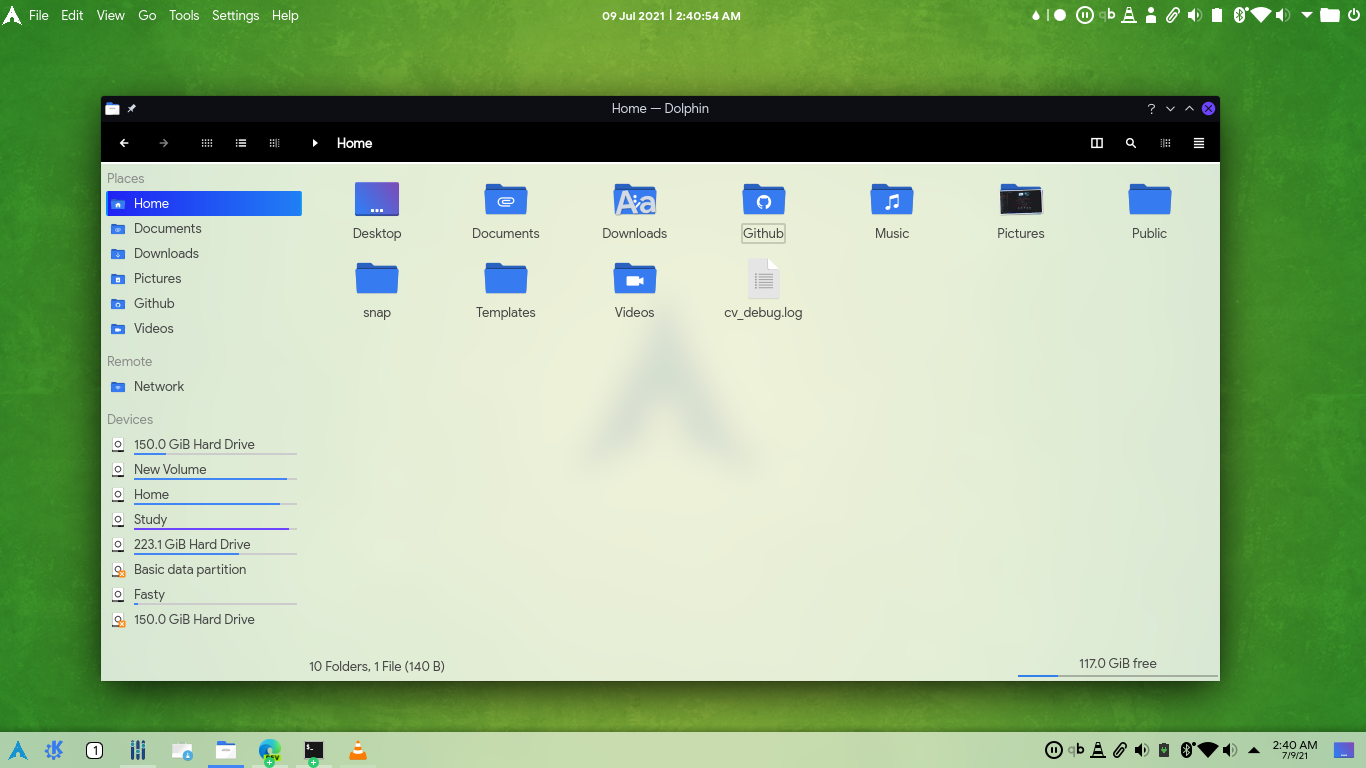 File Edit View Go Tools Settings Help
09 Jul 2021 | 2:40:54 AM
qb
Home — Dolphin
?
Home
Places
Home
Documents
Downloads
Pictures
Github
Videos
Remote
Network
Devices
150.0 GiB Hard Drive
New Volume
Home
Study
223.1 GiB Hard Drive
Basic data partition
Fasty
150.0 GiB Hard Drive
Aa
Desktop Documents Downloads Github Music Pictures Public
snap Templates Videos cv_debug.log
10 Folders, 1 File (140 B)
117.0 GiB free
K
1
DEV
$_
qb
2:40 AM
7/9/21